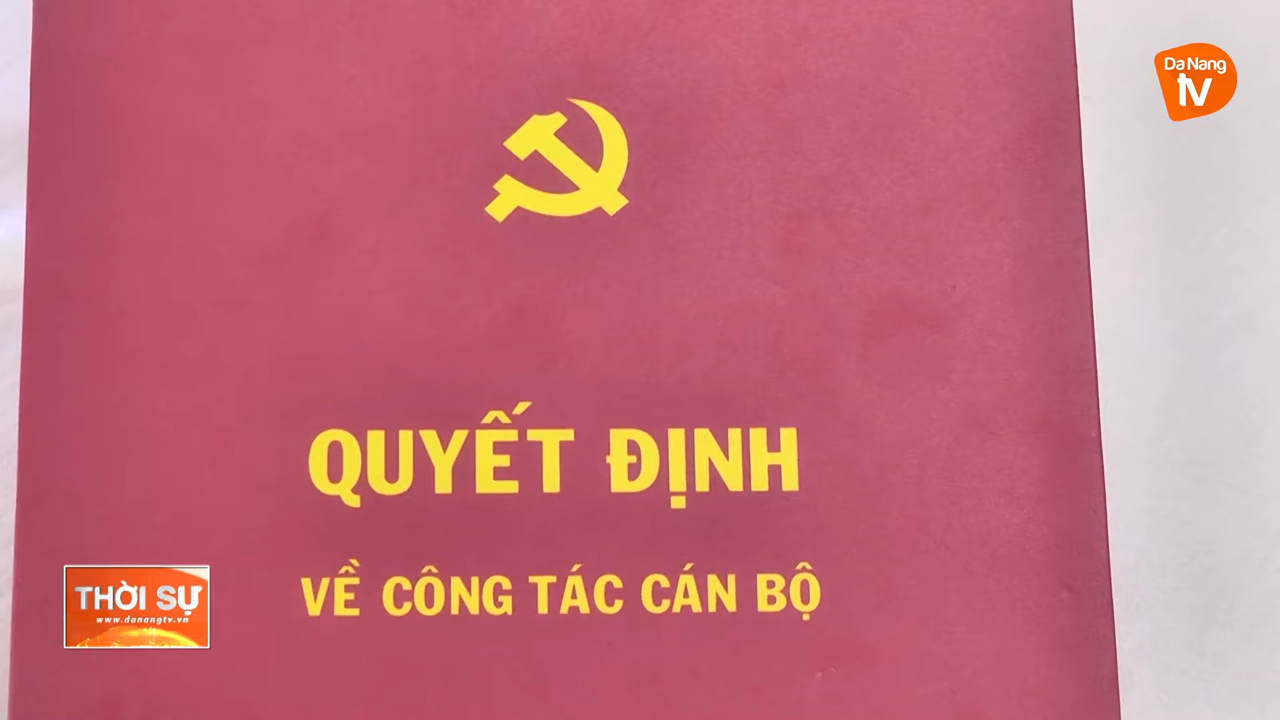 Da Nang
tv
QUYẾT ĐỊNH
VỀ CÔNG TÁC CÁN BỘ
THỜI SỰ
www.danangtv.vn